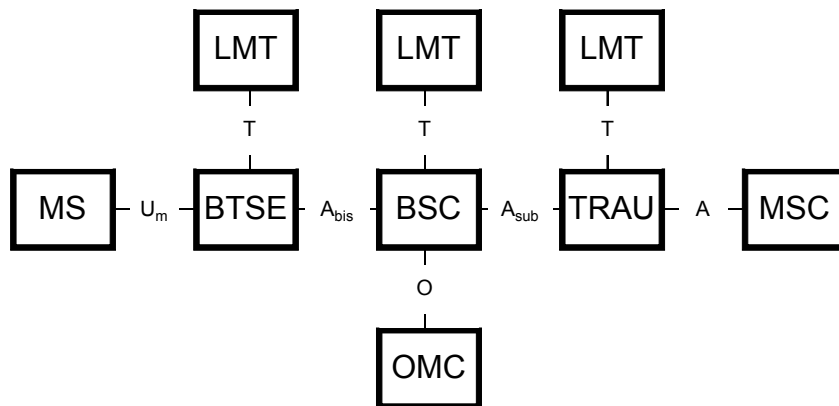 LMT LMT LMT
T T T
MS Um BTSE Abis BSC Asub TRAU A MSC
O
OMC